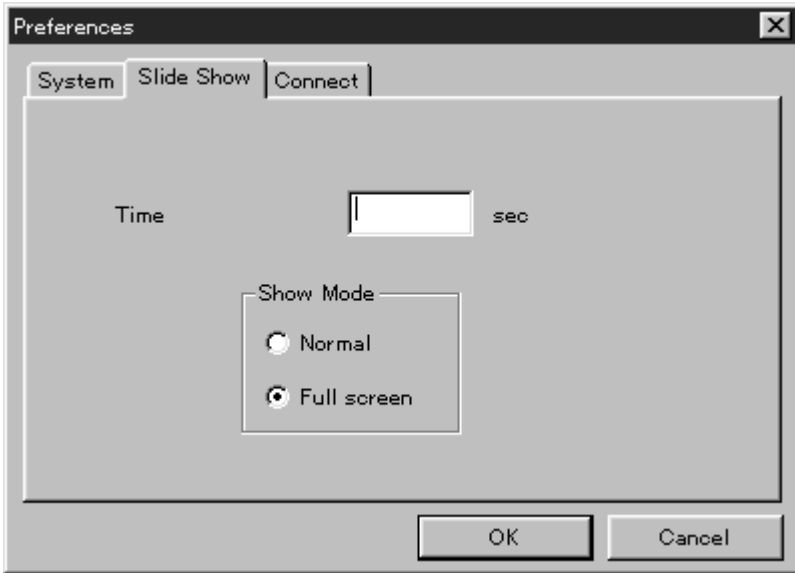 Preferences
System Slide Show Connect
Time sec
Show Mode
Normal
Full screen
OK Cancel